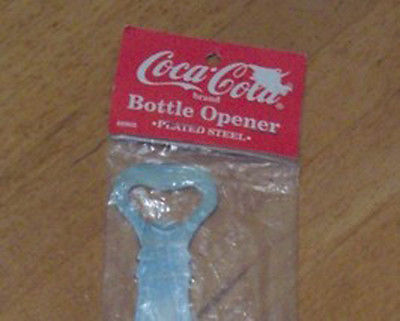 Coca-Cola®
brand
Bottle Opener
•PLATED STEEL•